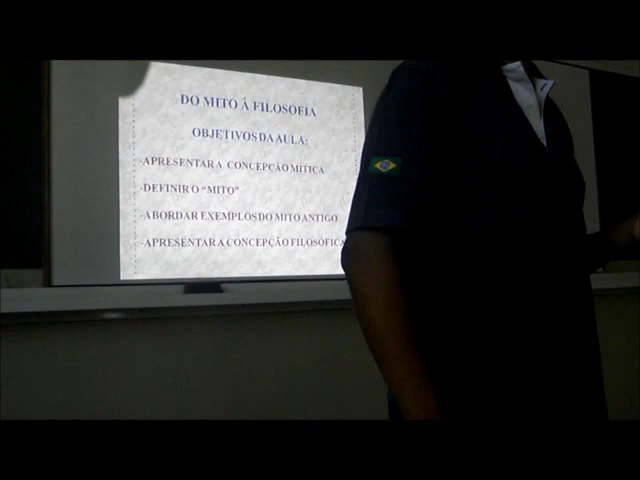 DO MITO À FILOSOFIA
OBJETIVOS DA AULA:
-APRESENTAR A CONCEPÇÃO MÍTICA
-DEFINIR O "MITO"
-ABORDAR EXEMPLOS DO MITO ANTIGO
-APRESENTAR A CONCEPÇÃO FILOSÓFICA